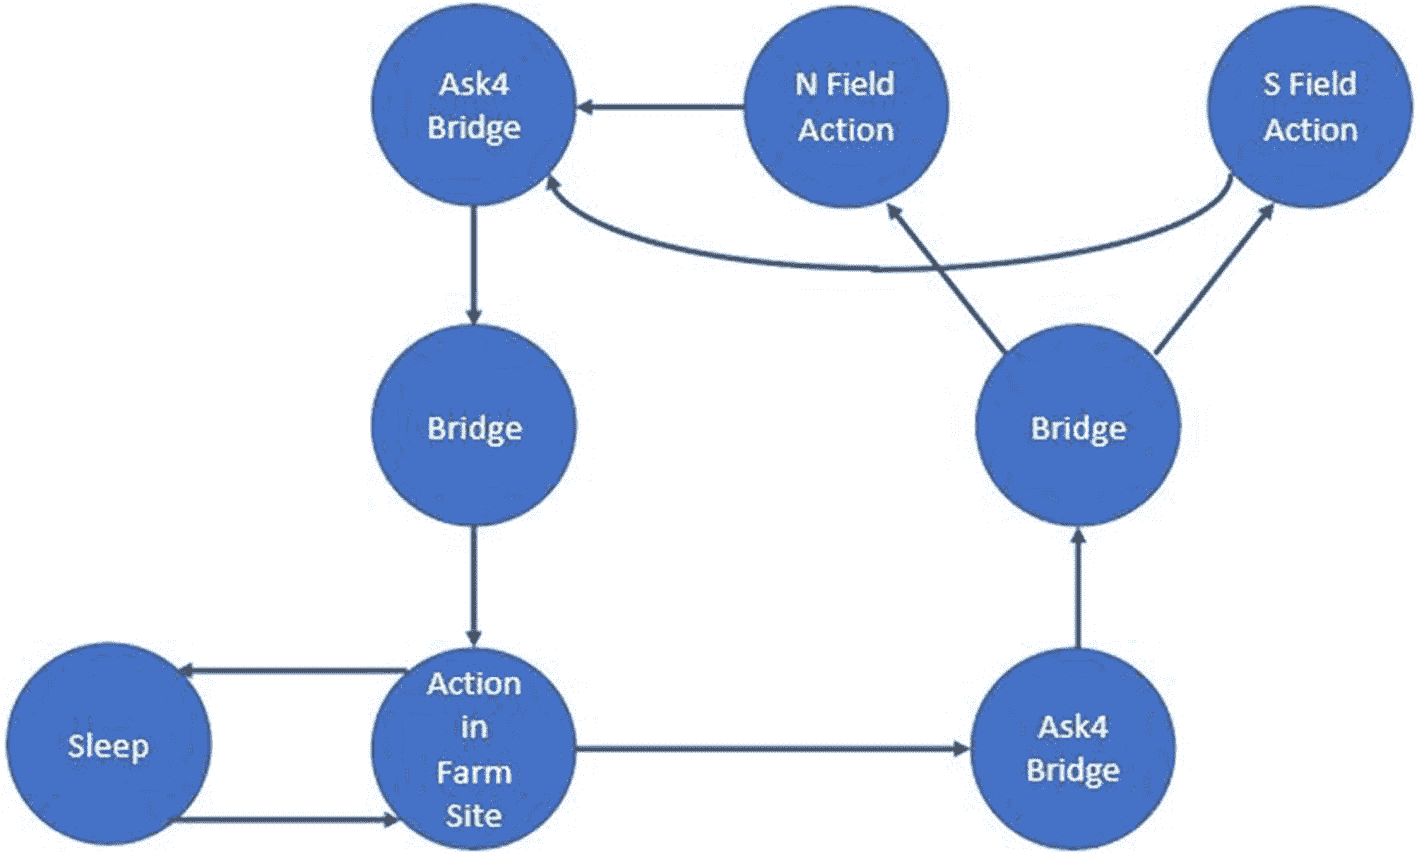 Ask4
Bridge
N Field
Action
S Field
Action
Bridge
Bridge
Sleep
Action
in
Farm
Site
Ask4
Bridge